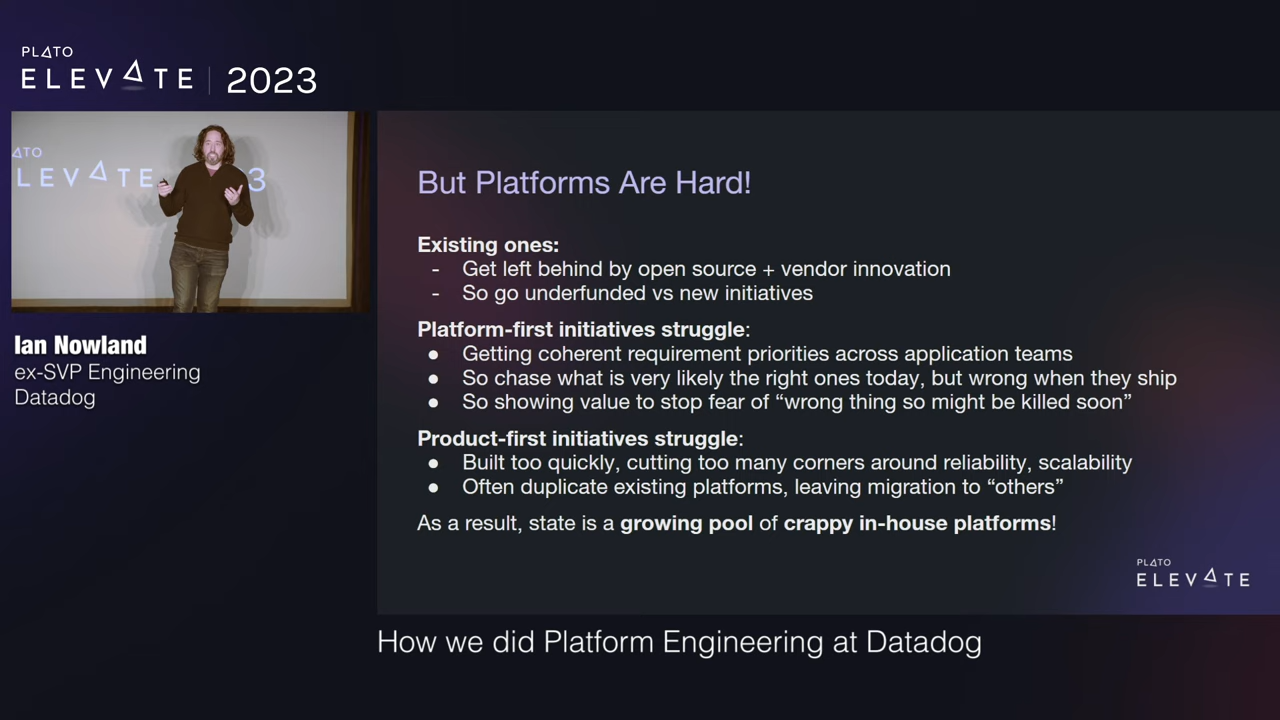 PLATO
ELEVATE | 2023
ATO
LEVATE 3
Ian Nowland
ex-SVP Engineering
Datadog
But Platforms Are Hard!
Existing ones:
- Get left behind by open source + vendor innovation
- So go underfunded vs new initiatives
Platform-first initiatives struggle:
● Getting coherent requirement priorities across application teams
● So chase what is very likely the right ones today, but wrong when they ship
● So showing value to stop fear of “wrong thing so might be killed soon”
Product-first initiatives struggle:
● Built too quickly, cutting too many corners around reliability, scalability
● Often duplicate existing platforms, leaving migration to “others”
As a result, state is a growing pool of crappy in-house platforms!
PLATO
ELEVATE
How we did Platform Engineering at Datadog